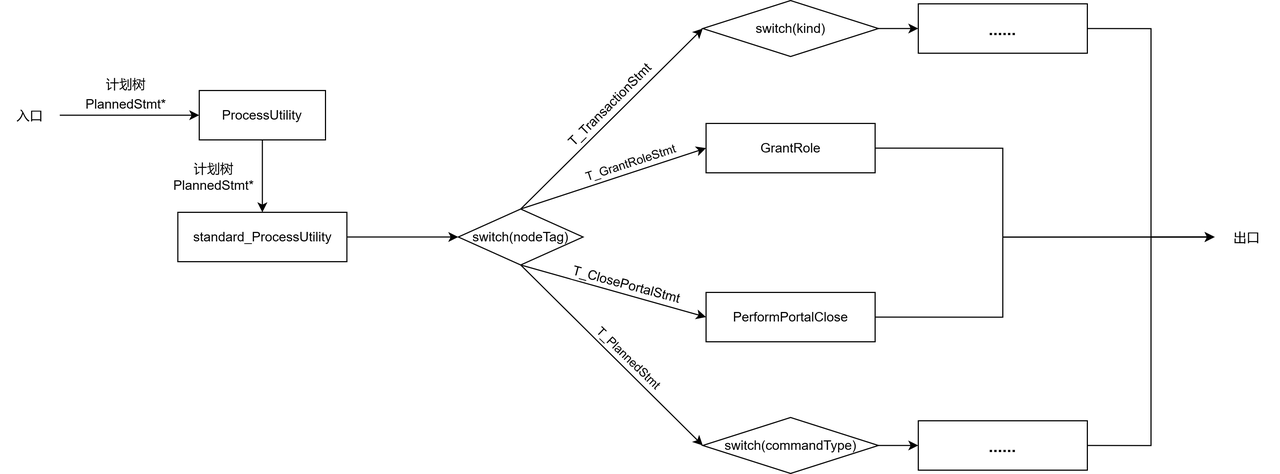 入口
计划树
PlannedStmt*
ProcessUtility
计划树
PlannedStmt*
standard_ProcessUtility
switch(nodeTag)
T_TransactionStmt
switch(kind)
......
T_GrantRoleStmt
GrantRole
T_ClosePortalStmt
PerformPortalClose
T_PlannedStmt
switch(commandType)
......
出口